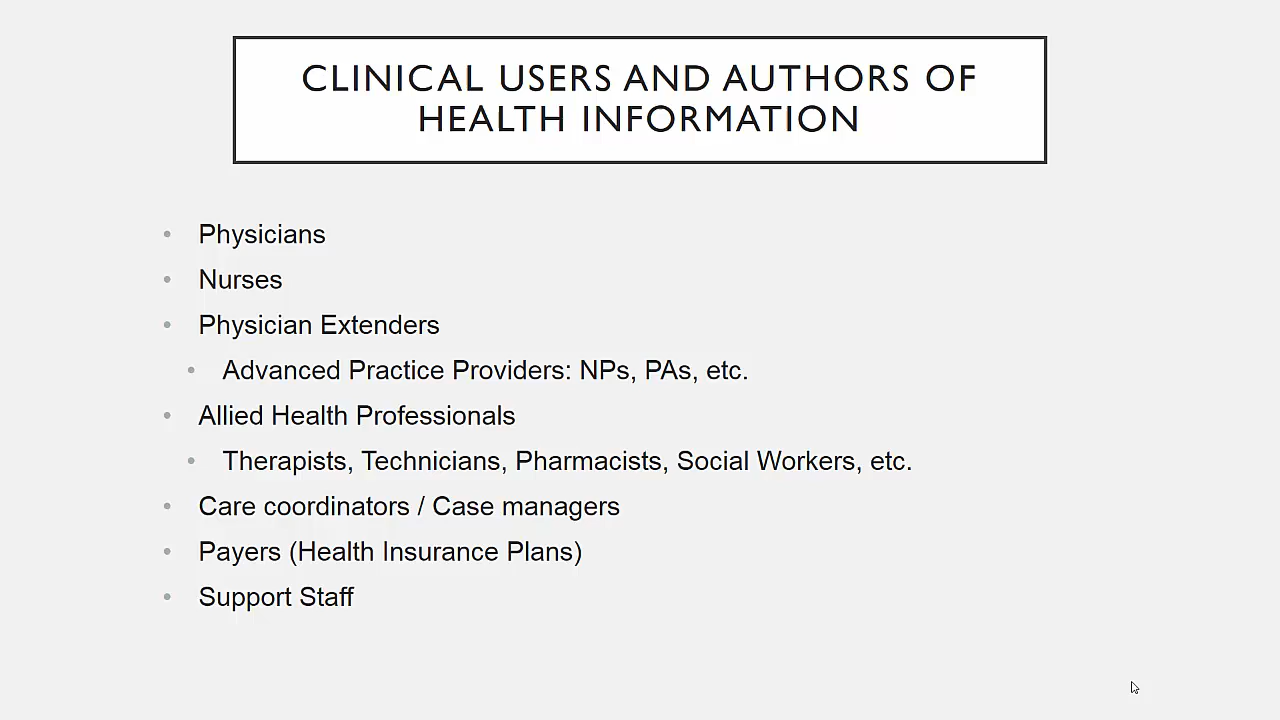 CLINICAL USERS AND AUTHORS OF
HEALTH INFORMATION
• Physicians
• Nurses
• Physician Extenders
• Advanced Practice Providers: NPs, PAs, etc.
• Allied Health Professionals
• Therapists, Technicians, Pharmacists, Social Workers, etc.
• Care coordinators / Case managers
• Payers (Health Insurance Plans)
• Support Staff